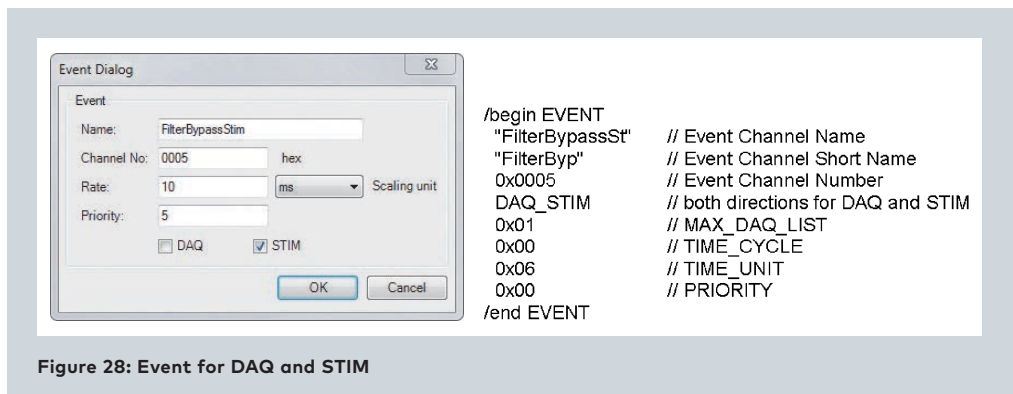 Event Dialog
Event
Name: FilterBypassStim
Channel No: 0005 hex
Rate: 10 ms Scaling unit
Priority: 5
DAQ STIM
OK Cancel
/begin EVENT
"FilterBypassSt" // Event Channel Name
"FilterByp" // Event Channel Short Name
0x0005 // Event Channel Number
DAQ_STIM // both directions for DAQ and STIM
0x01 // MAX_DAQ_LIST
0x00 // TIME_CYCLE
0x06 // TIME_UNIT
0x00 // PRIORITY
/end EVENT
Figure 28: Event for DAQ and STIM